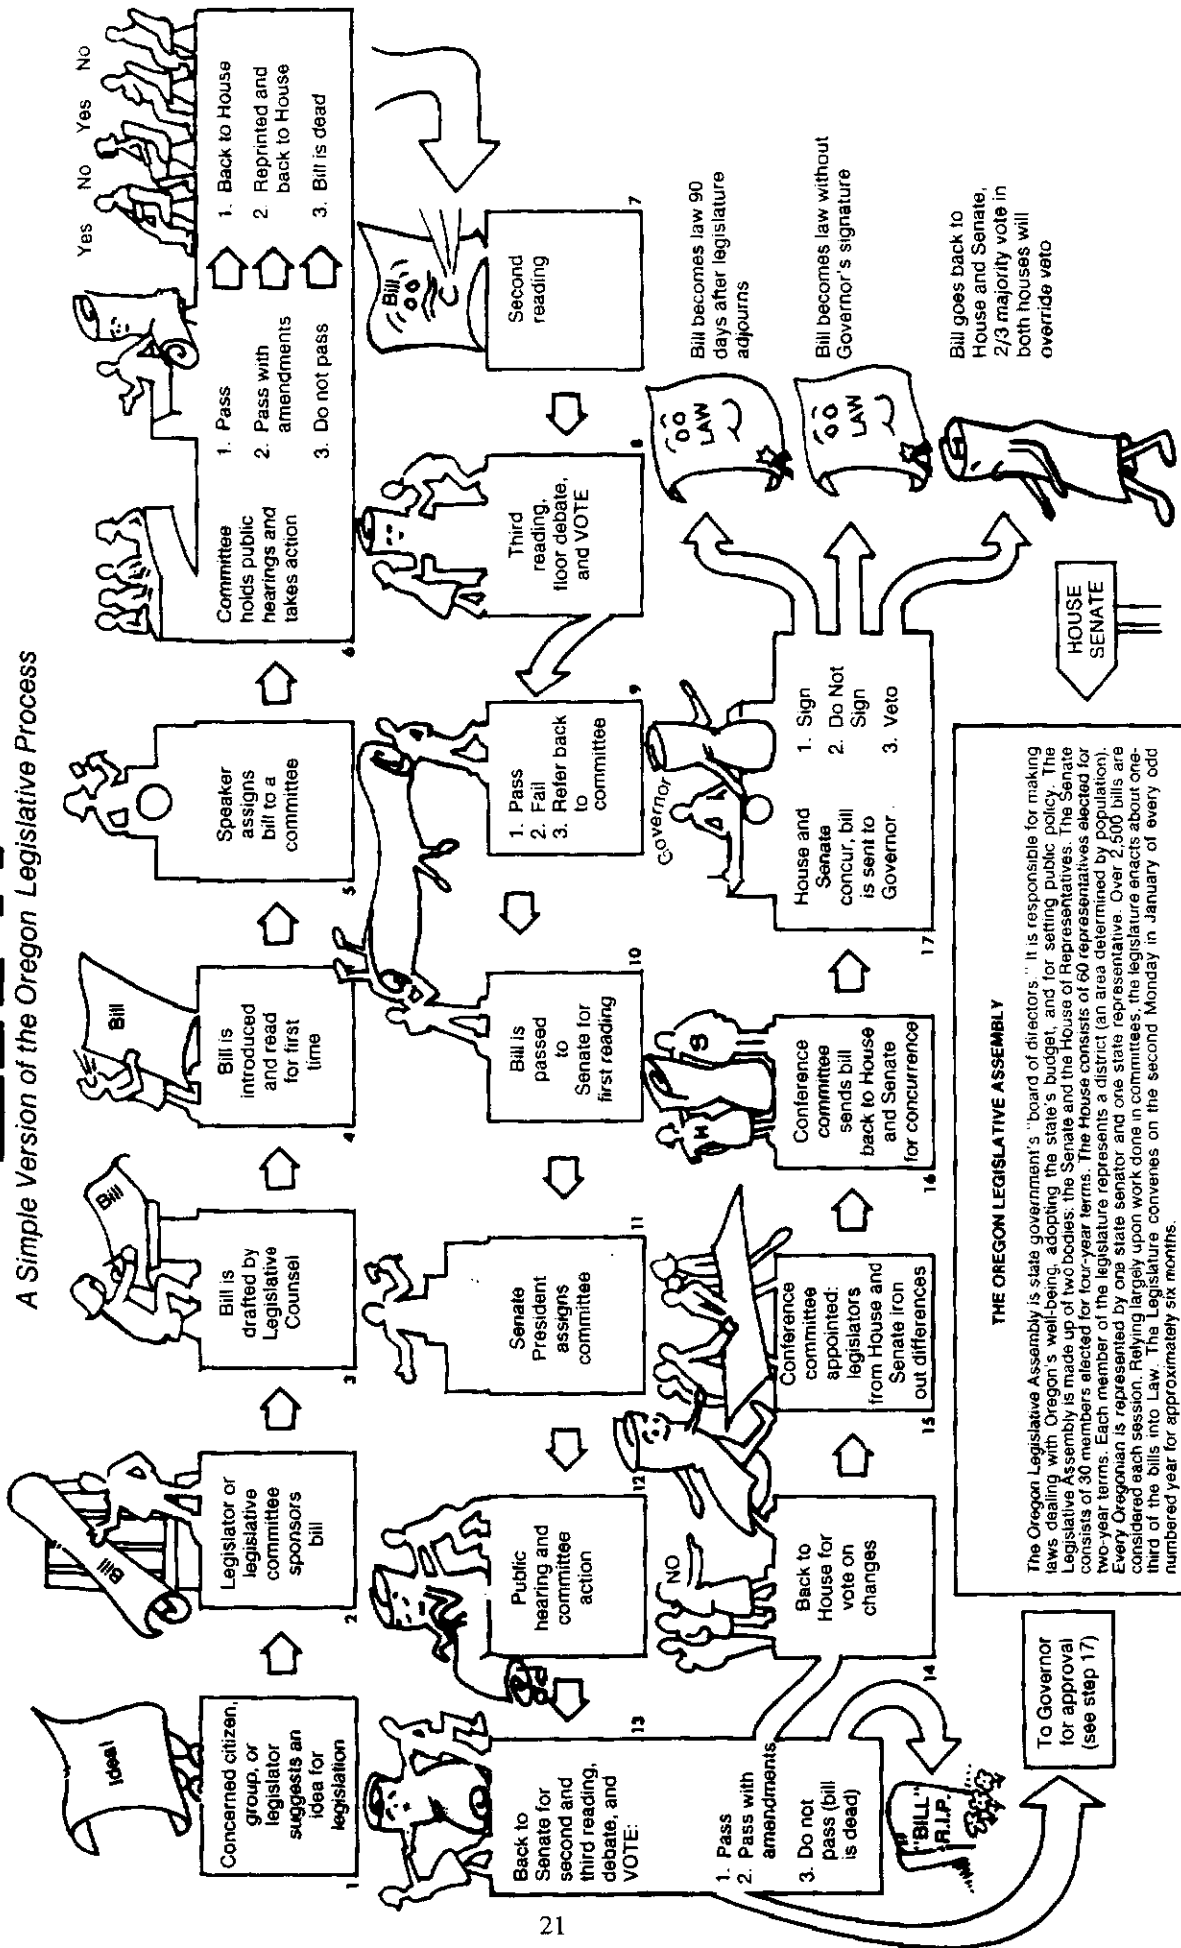 A Simple Version of the Oregon Legislative Process
Idea!
Concerned citizen,
group, or
legislator
suggests an
idea for
legislation
1
Bill
Legislator or
legislative
committee
sponsors
bill
2
Bill
Bill is
drafted by
Legislative
Counsel
3
Bill
Bill is
introduced
and read
for first
time
4
Speaker
assigns
bill to a
committee
5
Yes No Yes No
Committee
holds public
hearings and
takes action
1. Pass
2. Pass with
amendments
3. Do not pass
1. Back to House
2. Reprinted and
back to House
3. Bill is dead
6
Bill
Second
reading
7
Third
reading,
floor debate,
and VOTE
8
1. Pass
2. Fail
3. Refer back
to
committee
9
Bill is
passed
to
Senate for
first reading
10
Senate
President
assigns
committee
11
Public
hearing and
committee
action
12
Back to
Senate for
second and
third reading,
debate, and
VOTE:
1. Pass
2. Pass with
amendments
3. Do not
pass (bill
is dead)
13
"BILL"
R.I.P.
To Governor
for approval
(see step 17)
NO
Back to
House for
vote on
changes
14
Conference
committee
appointed:
legislators
from House and
Senate iron
out differences
15
H
S
Conference
committee
sends bill
back to House
and Senate
for concurrence
16
Governor
House and
Senate
concur, bill
is sent to
Governor
1. Sign
2. Do Not
Sign
3. Veto
17
LAW
Bill becomes law 90
days after legislature
adjourns
LAW
Bill becomes law without
Governor's signature
Bill goes back to
House and Senate,
2/3 majority vote in
both houses will
override veto
HOUSE
SENATE
THE OREGON LEGISLATIVE ASSEMBLY
The Oregon Legislative Assembly is state government's "board of directors." It is responsible for making
laws dealing with Oregon's well-being, adopting the state's budget, and for setting public policy. The
Legislative Assembly is made up of two bodies: the Senate and the House of Representatives. The Senate
consists of 30 members elected for four-year terms. The House consists of 60 representatives elected for
two-year terms. Each member of the legislature represents a district (an area determined by population).
Every Oregonian is represented by one state senator and one state representative. Over 2,500 bills are
considered each session. Relying largely upon work done in committees, the legislature enacts about one-
third of the bills into Law. The Legislature convenes on the second Monday in January of every odd
numbered year for approximately six months.
21